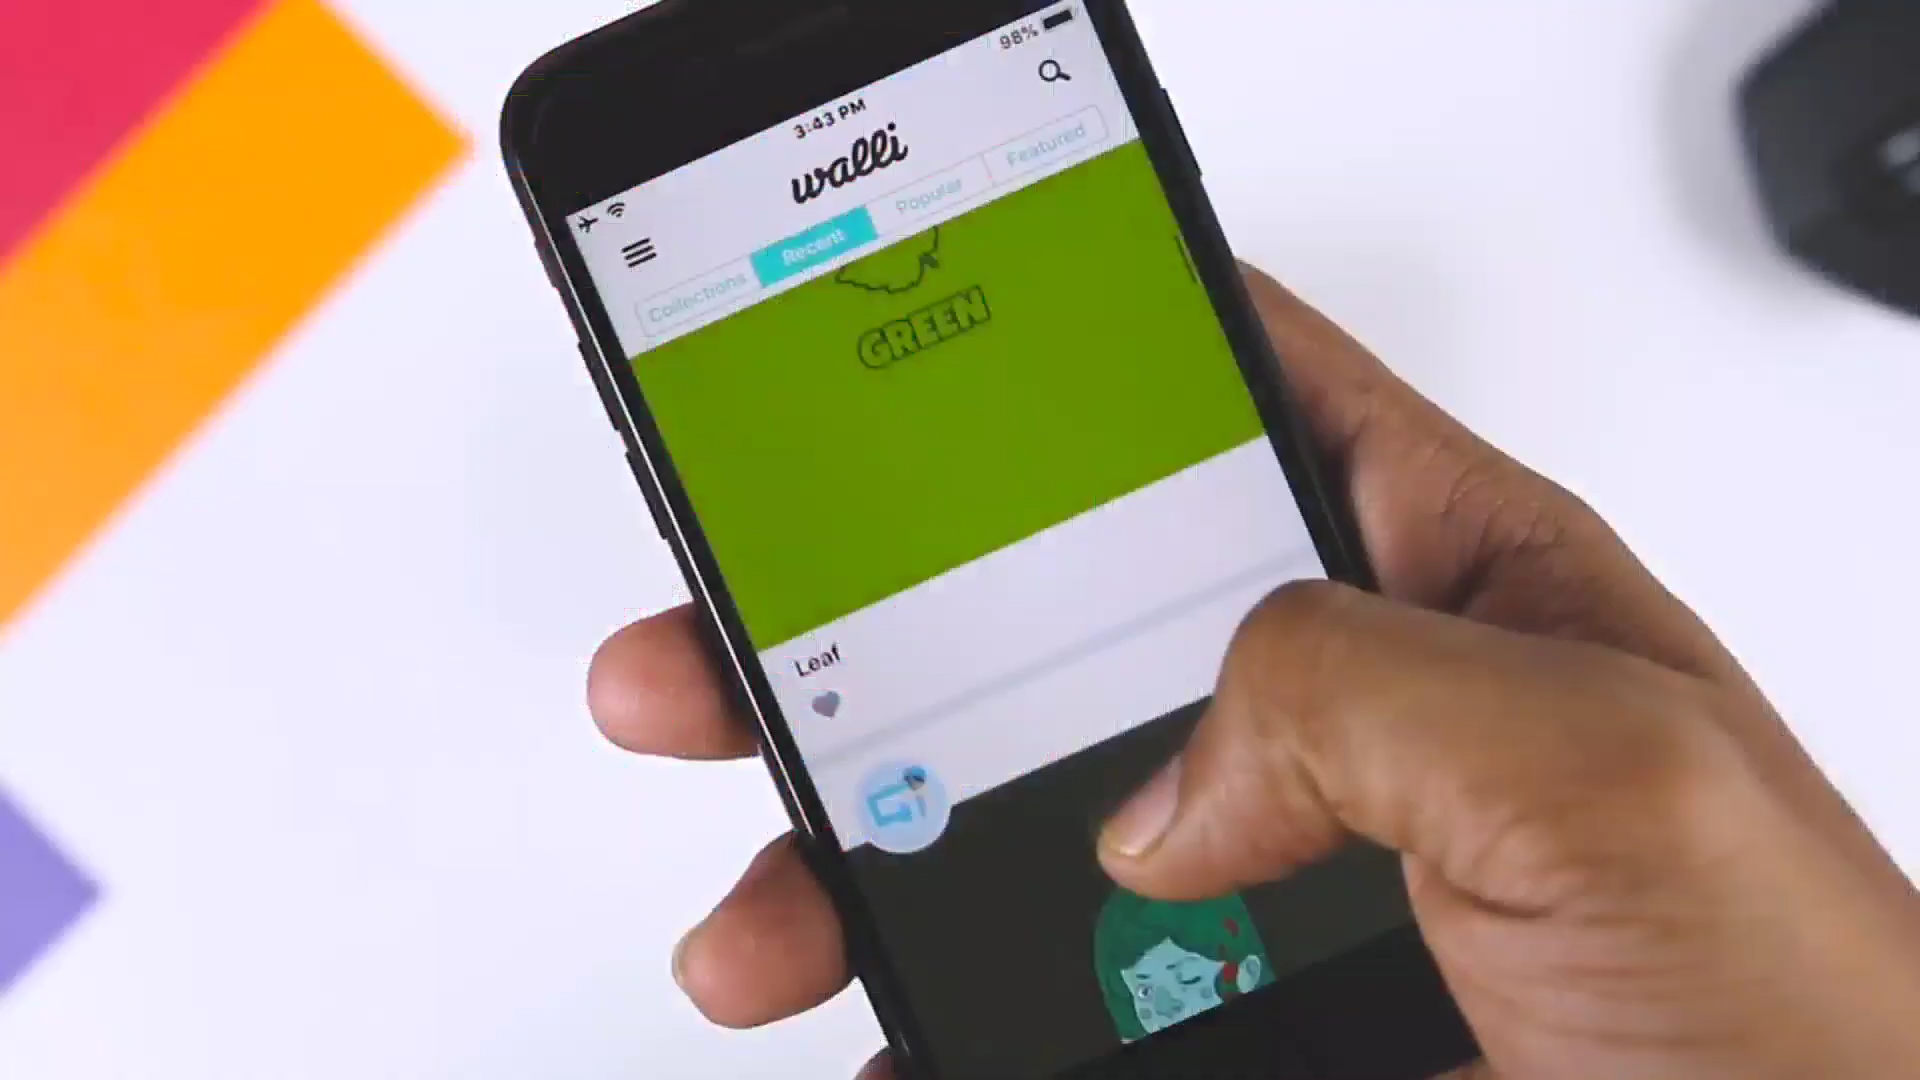 98%
3:43 PM
walli
Collections Recent Popular Featured
GREEN
Leaf